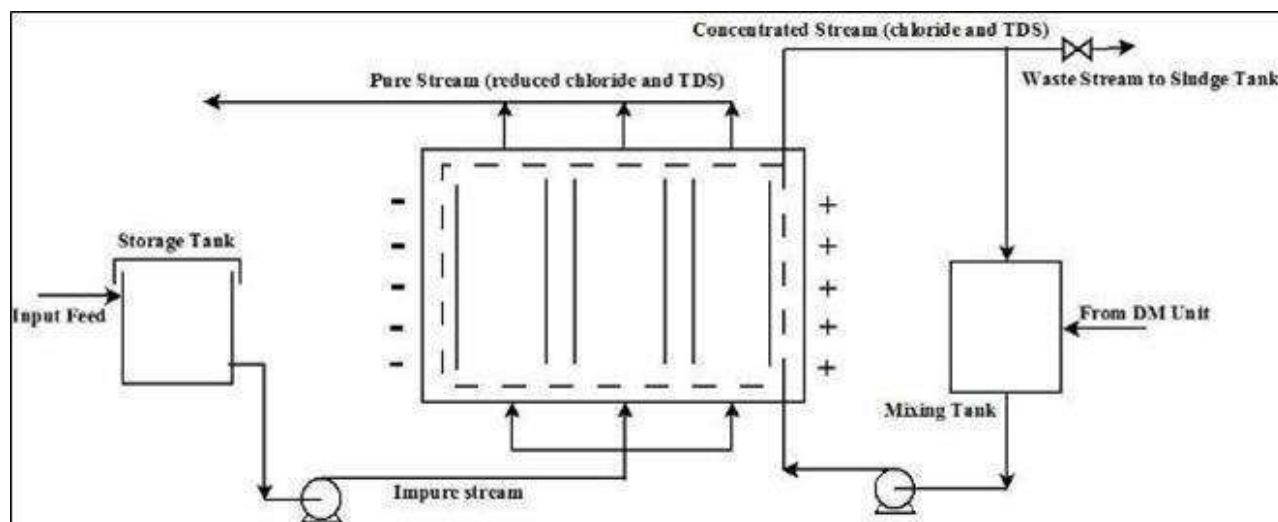 Concentrated Stream (chloride and TDS)
Waste Stream to Sludge Tank
Pure Stream (reduced chloride and TDS)
- - - - -
+ + + + +
Storage Tank
Input Feed
From DM Unit
Mixing Tank
Impure stream